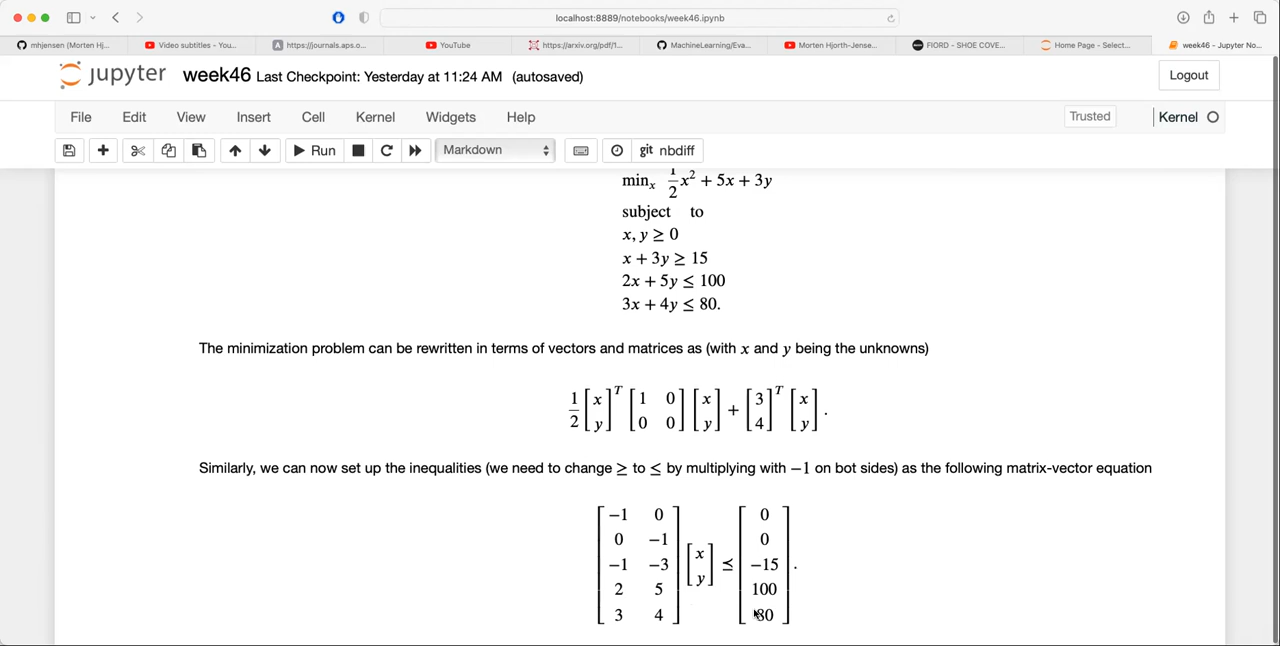 localhost:8889/notebooks/week46.ipynb
mhjensen (Morten Hj...
Video subtitles - You...
https://journals.aps.o...
YouTube
https://arxiv.org/pdf/1...
MachineLearning/Eva...
Morten Hjorth-Jense...
FIORD - SHOE COVE...
Home Page - Select...
week46 - Jupyter No...
jupyter week46 Last Checkpoint: Yesterday at 11:24 AM (autosaved)
Logout
File Edit View Insert Cell Kernel Widgets Help
Trusted
Kernel
Run
Markdown
git nbdiff
minₓ 1/2 x² + 5x + 3y
subject to
x, y ≥ 0
x + 3y ≥ 15
2x + 5y ≤ 100
3x + 4y ≤ 80.
The minimization problem can be rewritten in terms of vectors and matrices as (with x and y being the unknowns)
1/2 [x y]ᵀ [1 0 0 0] [x y] + [3 4]ᵀ [x y] .
Similarly, we can now set up the inequalities (we need to change ≥ to ≤ by multiplying with −1 on bot sides) as the following matrix-vector equation
−1 0 0
0 −1 0
−1 −3 [x y] ⪯ −15 .
2 5 100
3 4 80